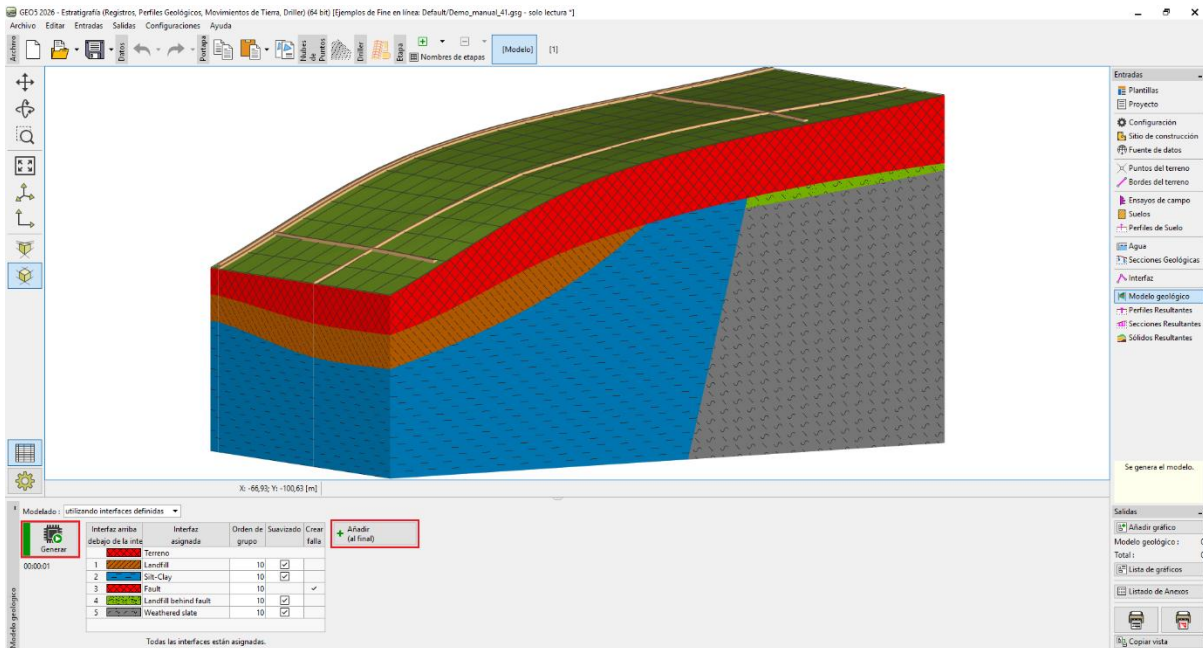 GEO5 2026 - Estratigrafía (Registros, Perfiles Geológicos, Movimientos de Tierra, Driller) (64 bit) [Ejemplos de Fine en línea: Default/Demo_manual_41.gsg - solo lectura *]
Archivo Editar Entradas Salidas Configuraciones Ayuda
Archivo
Datos
Portapa
Nubes de Puntos
Driller
Etapa
Nombres de etapas
[Modelo]
[1]
Entradas
Plantillas
Proyecto
Configuración
Sitio de construcción
Fuente de datos
Puntos del terreno
Bordes del terreno
Ensayos de campo
Suelos
Perfiles de Suelo
Agua
Secciones Geológicas
Interfaz
Modelo geológico
Perfiles Resultantes
Secciones Resultantes
Sólidos Resultantes
Se genera el modelo.
X: -66,93; Y: -100,63 [m]
Modelado : utilizando interfaces definidas
Generar
00:00:01
Modelo geológico
Interfaz arriba Interfaz Orden de Suavizado Crear
debajo de la inte asignada grupo falla
Terreno
1 Landfill 10
2 Silt-Clay 10
3 Fault 10
4 Landfill behind fault 10
5 Weathered slate 10
Todas las interfaces están asignadas.
Añadir
(al final)
Salidas
Añadir gráfico
Modelo geológico : 0
Total : 0
Lista de gráficos
Listado de Anexos
Copiar vista